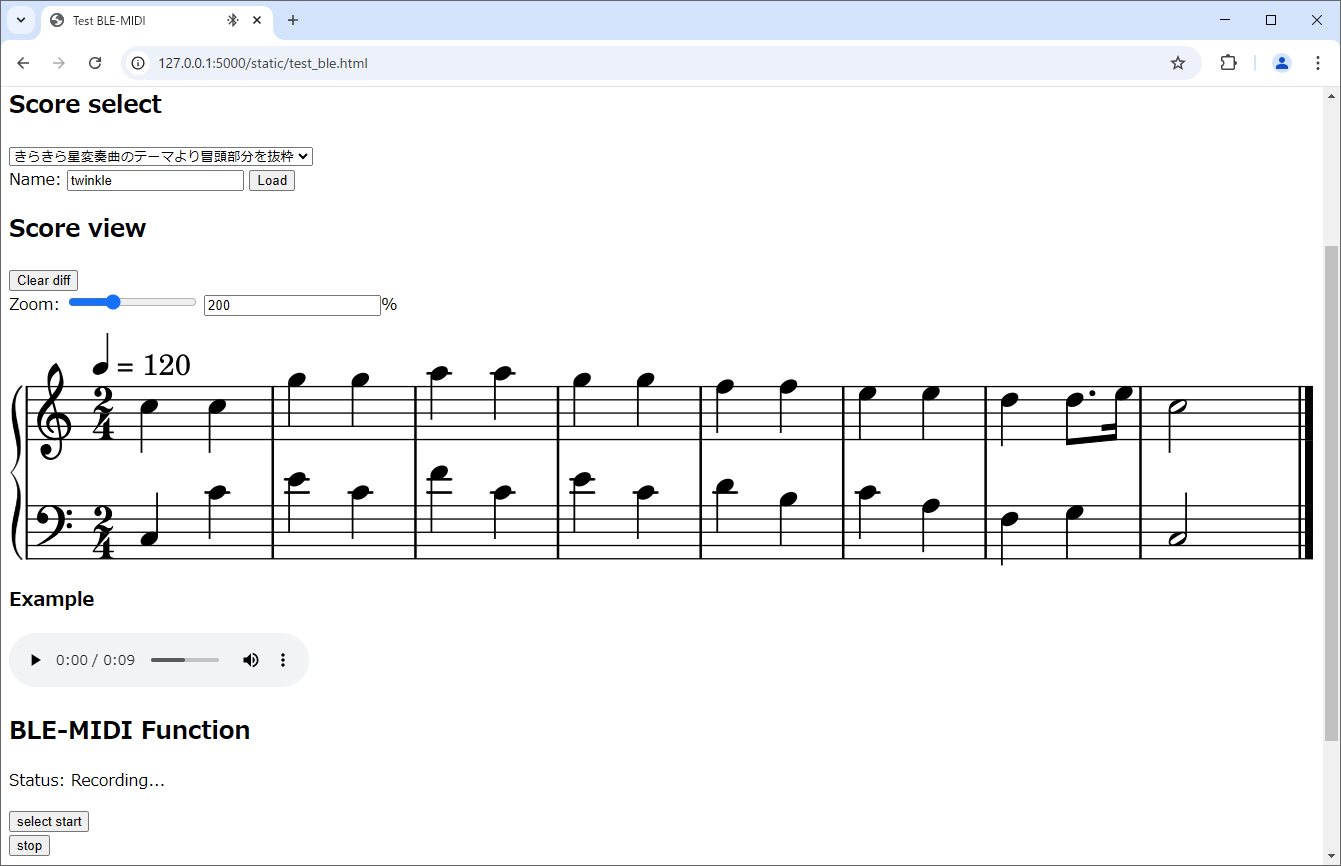 Test BLE-MIDI
127.0.0.1:5000/static/test_ble.html
Score select
きらきら星変奏曲のテーマより冒頭部分を抜粋
Name: twinkle Load
Score view
Clear diff
Zoom: 200 %
= 120
2
4
2
4
Example
0:00 / 0:09
BLE-MIDI Function
Status: Recording...
select start
stop